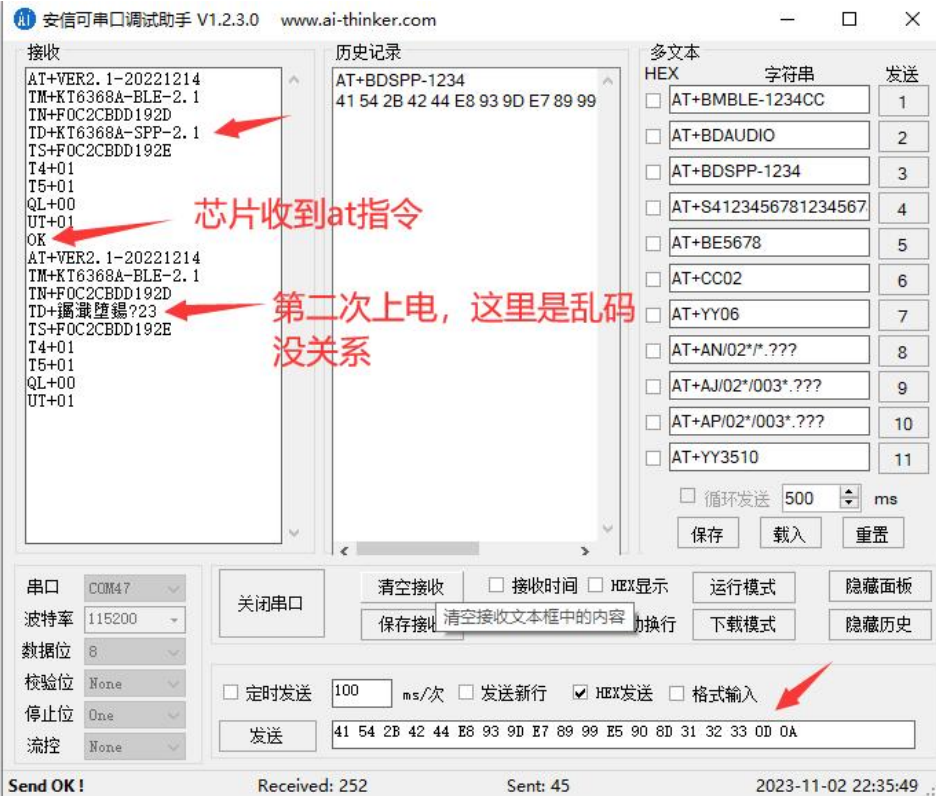 安信可串口调试助手 V1.2.3.0 www.ai-thinker.com
接收
AT+VER2.1-20221214
TM+KT6368A-BLE-2.1
TN+F0C2CBDD192D
TD+KT6368A-SPP-2.1
TS+F0C2CBDD192E
T4+01
T5+01
QL+00
UT+01
OK
AT+VER2.1-20221214
TM+KT6368A-BLE-2.1
TN+F0C2CBDD192D
TD+钃濈墮鍚?23
TS+F0C2CBDD192E
T4+01
T5+01
QL+00
UT+01
芯片收到at指令
第二次上电，这里是乱码
没关系
历史记录
AT+BDSPP-1234
41 54 2B 42 44 E8 93 9D E7 89 99
多文本
HEX 字符串 发送
AT+BMBLE-1234CC 1
AT+BDAUDIO 2
AT+BDSPP-1234 3
AT+S4123456781234567 4
AT+BE5678 5
AT+CC02 6
AT+YY06 7
AT+AN/02*/*.??? 8
AT+AJ/02*/003*.??? 9
AT+AP/02*/003*.??? 10
AT+YY3510 11
循环发送 500 ms
保存 载入 重置
串口 COM47
波特率 115200
数据位 8
校验位 None
停止位 One
流控 None
关闭串口
清空接收 接收时间 HEX显示 运行模式 隐藏面板
保存接收 清空接收文本框中的内容 动换行 下载模式 隐藏历史
定时发送 100 ms/次 发送新行 HEX发送 格式输入
发送 41 54 2B 42 44 E8 93 9D E7 89 99 E5 90 8D 31 32 33 0D 0A
Send OK ! Received: 252 Sent: 45 2023-11-02 22:35:49